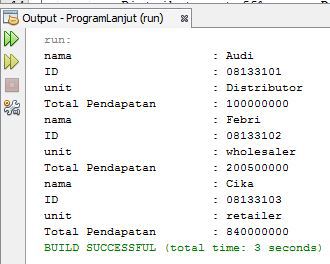 Output - ProgramLanjut (run)
run:
nama : Audi
ID : 08133101
unit : Distributor
Total Pendapatan : 100000000
nama : Febri
ID : 08133102
unit : wholesaler
Total Pendapatan : 200500000
nama : Cika
ID : 08133103
unit : retailer
Total Pendapatan : 840000000
BUILD SUCCESSFUL (total time: 3 seconds)